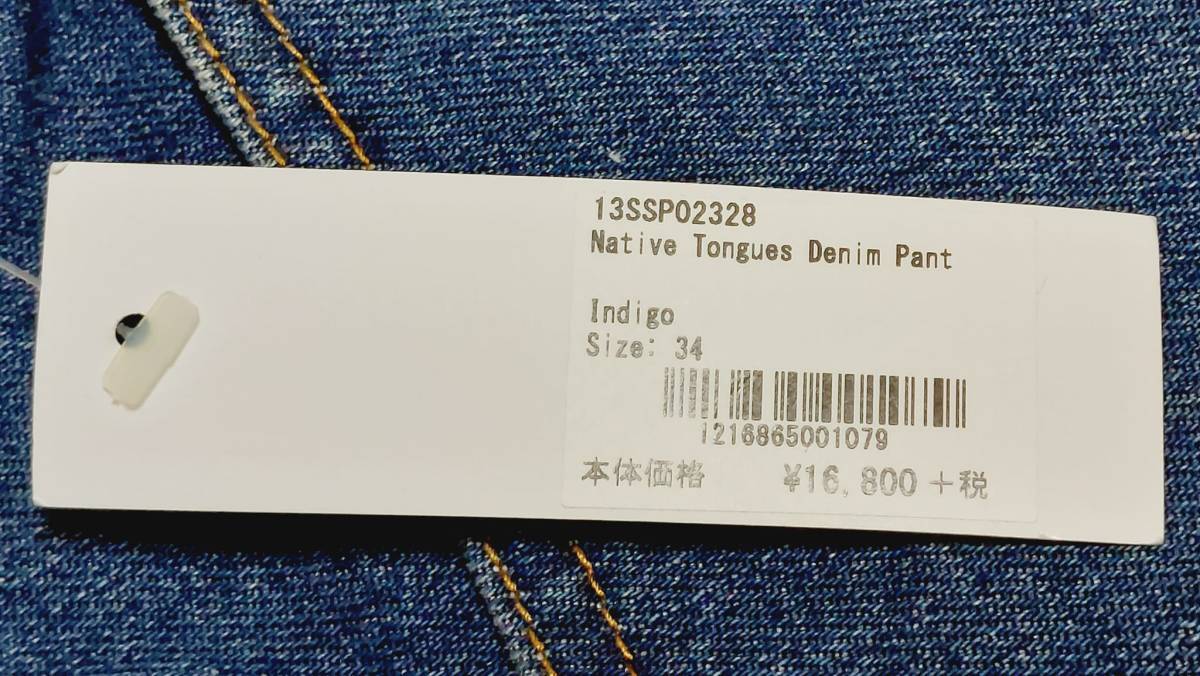 13SSP02328
Native Tongues Denim Pant
Indigo
Size: 34
1216865001079
本体価格 ¥16,800+税